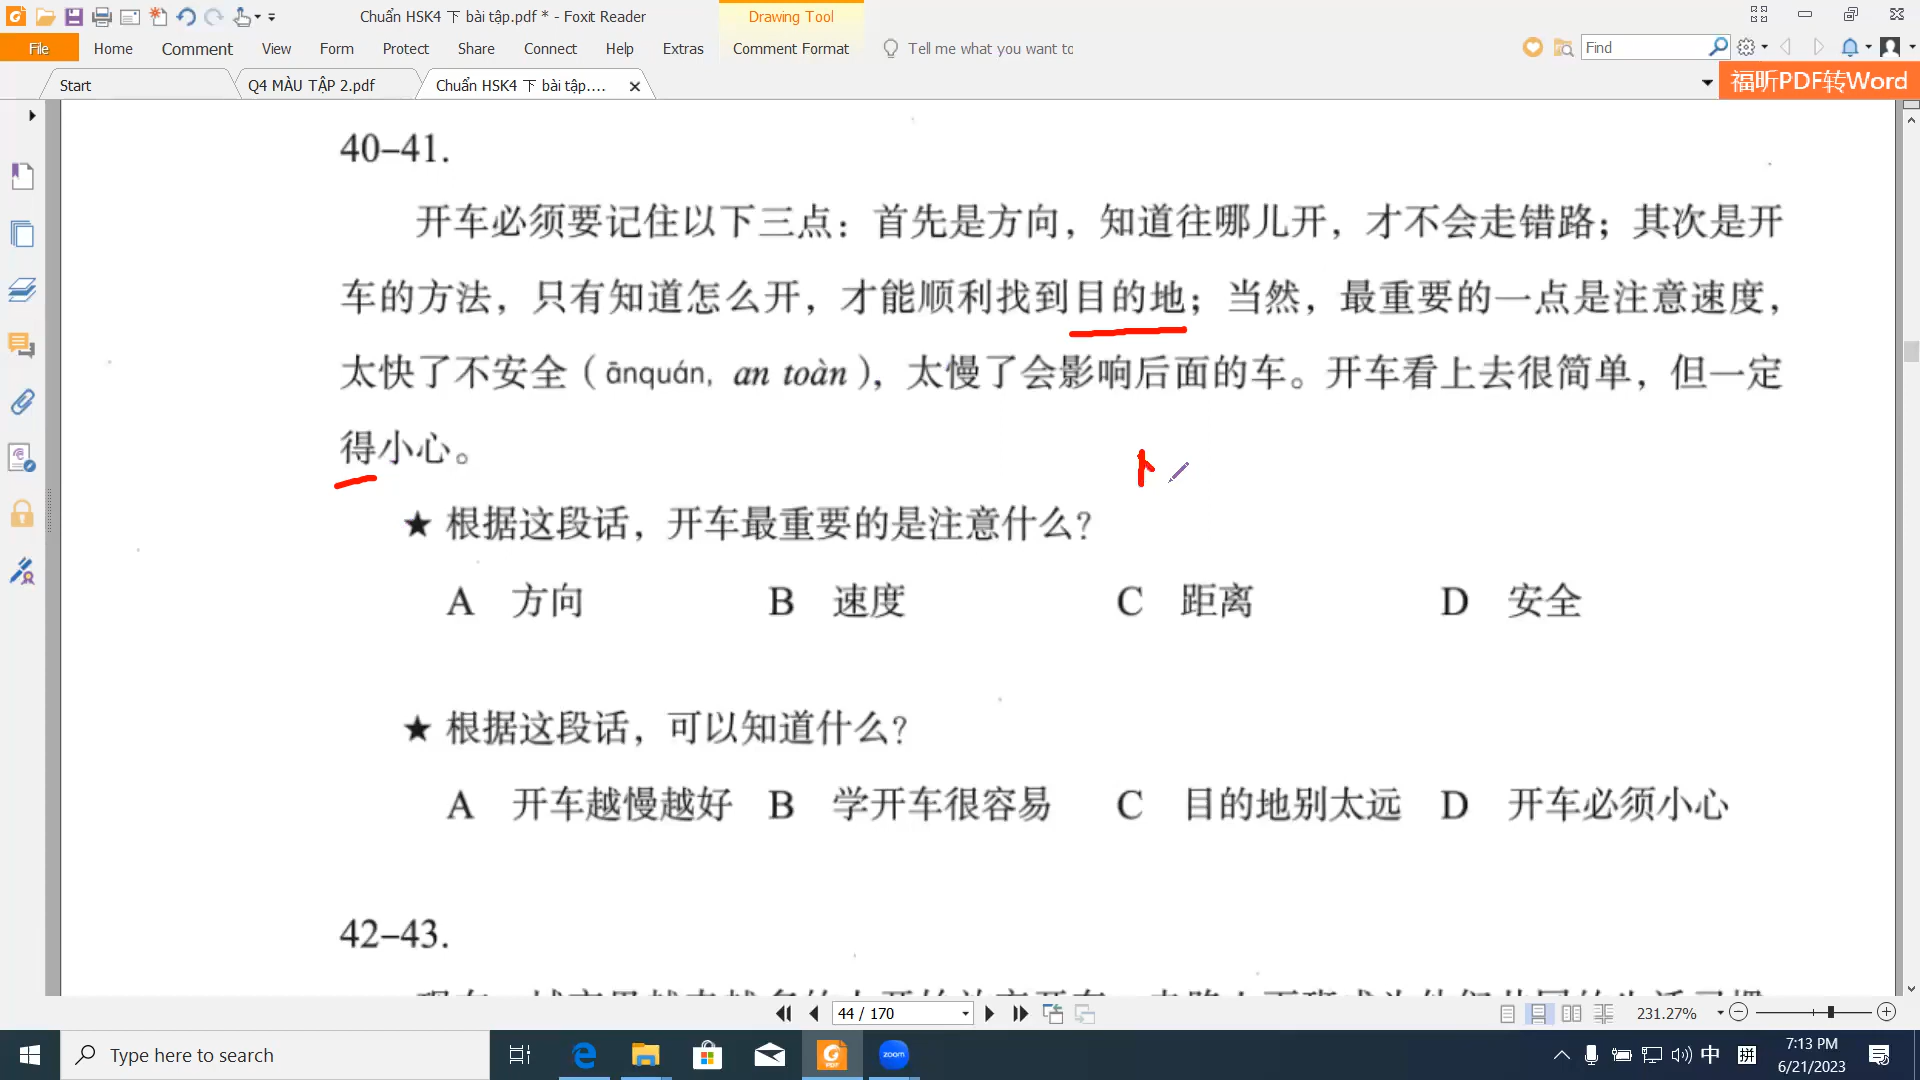 Chuẩn HSK4 下 bài tập.pdf * - Foxit Reader
Drawing Tool
File Home Comment View Form Protect Share Connect Help Extras Comment Format Tell me what you want to
Find
Start
Q4 MÀU TẬP 2.pdf
Chuẩn HSK4 下 bài tập....
福昕PDF转Word
40–41.
开车必须要记住以下三点：首先是方向，知道往哪儿开，才不会走错路；其次是开
车的方法，只有知道怎么开，才能顺利找到目的地；当然，最重要的一点是注意速度，
太快了不安全（ānquán, an toàn），太慢了会影响后面的车。开车看上去很简单，但一定
得小心。
★ 根据这段话，开车最重要的是注意什么？
A 方向 B 速度 C 距离 D 安全
★ 根据这段话，可以知道什么？
A 开车越慢越好 B 学开车很容易 C 目的地别太远 D 开车必须小心
42–43.
44 / 170
231.27%
Type here to search
zoom
中
拼
7:13 PM
6/21/2023